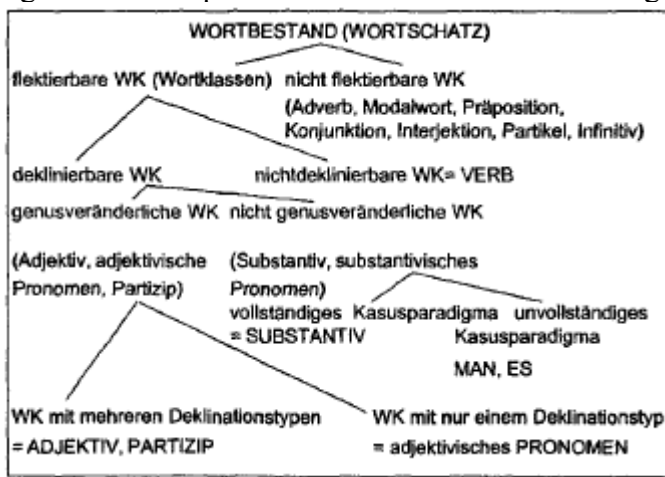 WORTBESTAND (WORTSCHATZ)
flektierbare WK (Wortklassen) nicht flektierbare WK
(Adverb, Modalwort, Präposition,
Konjunktion, Interjektion, Partikel, Infinitiv)
deklinierbare WK nichtdeklinierbare WK= VERB
genusveränderliche WK nicht genusveränderliche WK
(Adjektiv, adjektivische (Substantiv, substantivisches
Pronomen, Partizip) Pronomen)
vollständiges Kasusparadigma unvollständiges
= SUBSTANTIV Kasusparadigma
MAN, ES
WK mit mehreren Deklinationstypen WK mit nur einem Deklinationstyp
= ADJEKTIV, PARTIZIP = adjektivisches PRONOMEN